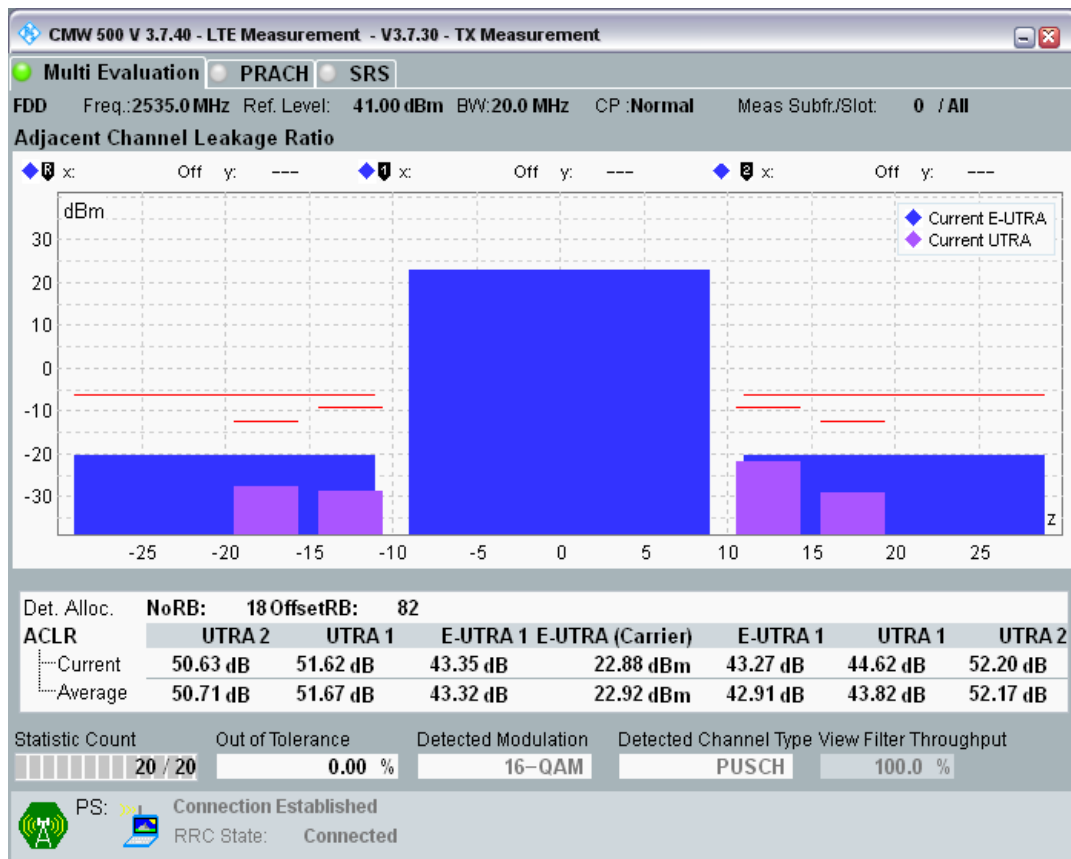 CMW 500 V 3.7.40 - LTE Measurement - V3.7.30 - TX Measurement
Multi Evaluation PRACH SRS
FDD Freq.:2535.0 MHz Ref. Level: 41.00 dBm BW:20.0 MHz CP :Normal Meas Subfr./Slot: 0 / All
Adjacent Channel Leakage Ratio
R x: Off y: --- 1 x: Off y: --- 2 x: Off y: ---
dBm
Current E-UTRA
Current UTRA
30
20
10
0
-10
-20
-30
z
-25 -20 -15 -10 -5 0 5 10 15 20 25
Det. Alloc. NoRB: 18 OffsetRB: 82
ACLR UTRA 2 UTRA 1 E-UTRA 1 E-UTRA (Carrier) E-UTRA 1 UTRA 1 UTRA 2
Current 50.63 dB 51.62 dB 43.35 dB 22.88 dBm 43.27 dB 44.62 dB 52.20 dB
Average 50.71 dB 51.67 dB 43.32 dB 22.92 dBm 42.91 dB 43.82 dB 52.17 dB
Statistic Count Out of Tolerance Detected Modulation Detected Channel Type View Filter Throughput
20 / 20 0.00 % 16-QAM PUSCH 100.0 %
PS: Connection Established
RRC State: Connected